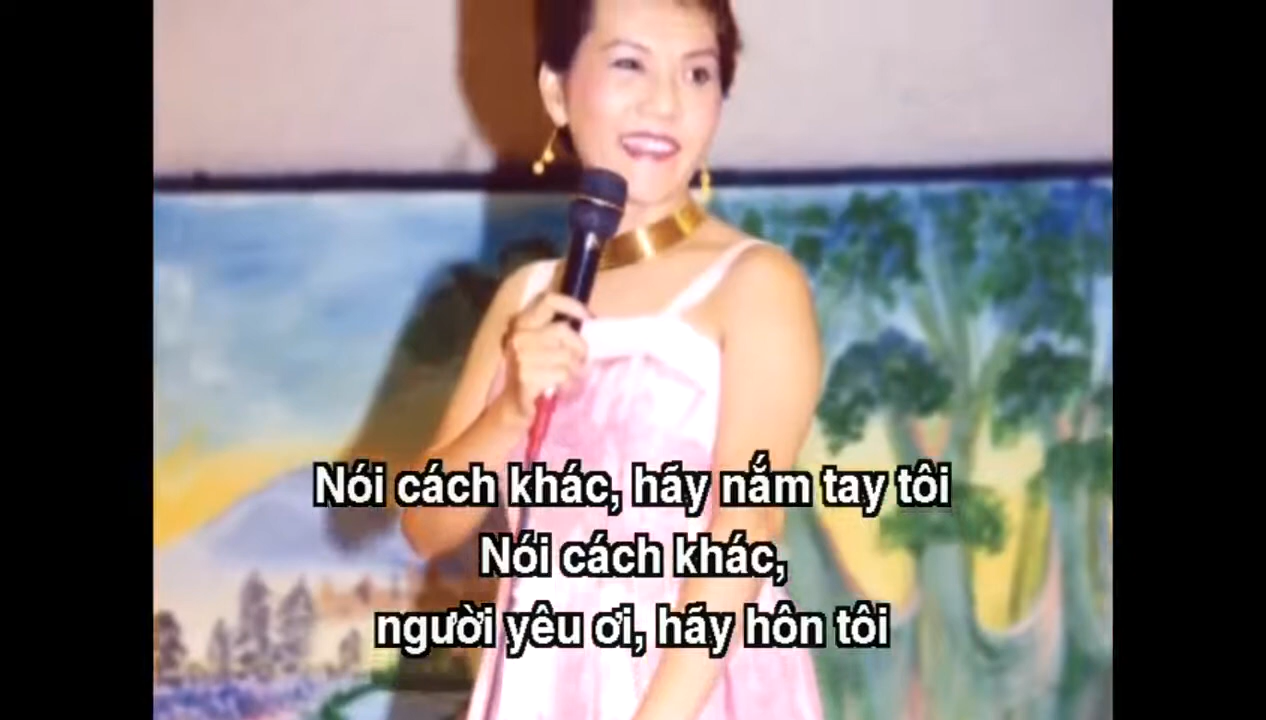 Nói cách khác, hãy nắm tay tôi
Nói cách khác,
người yêu ơi, hãy hôn tôi